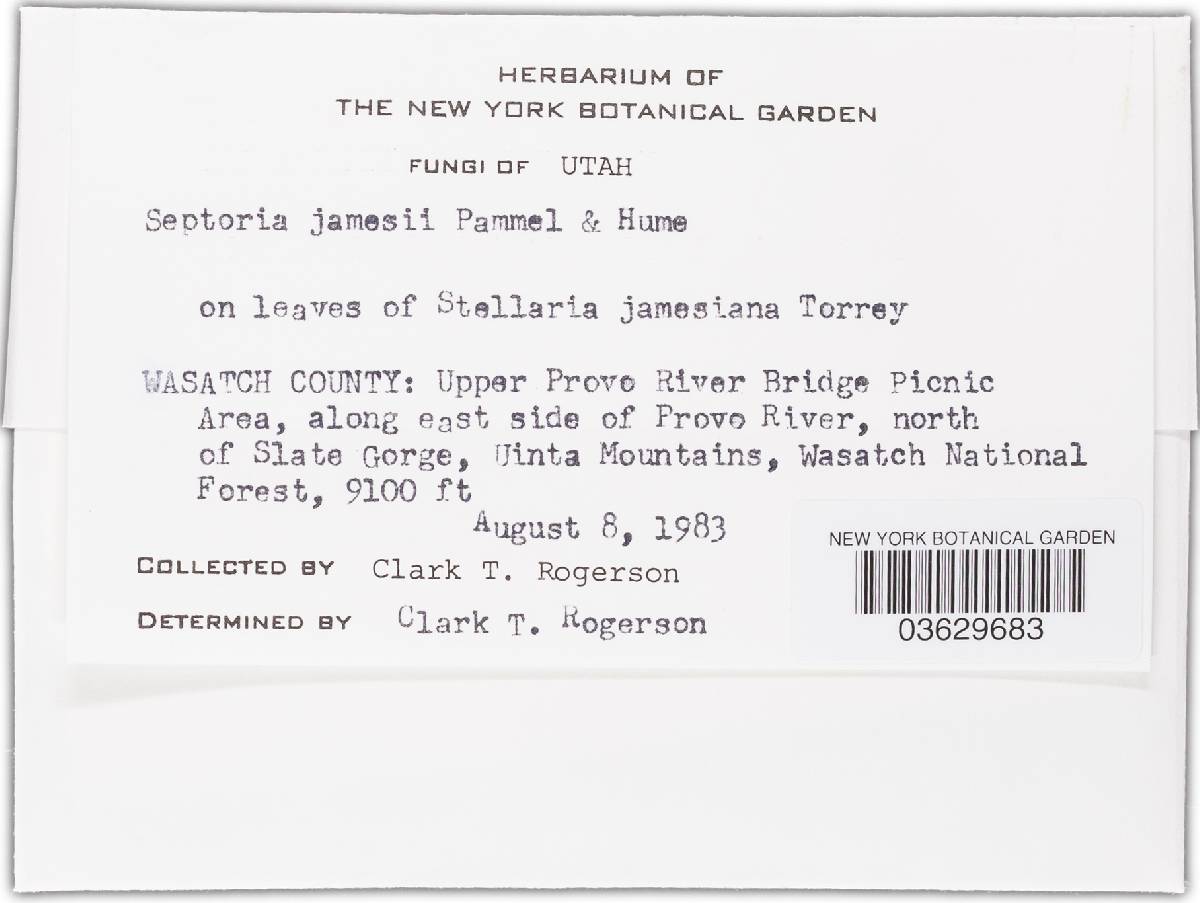 HERBARIUM OF
THE NEW YORK BOTANICAL GARDEN
FUNGI OF UTAH
Septoria jamesii Pammel & Hume
on leaves of Stellaria jamesiana Torrey
WASATCH COUNTY: Upper Provo River Bridge Picnic
Area, along east side of Provo River, north
of Slate Gorge, Uinta Mountains, Wasatch National
Forest, 9100 ft
August 8, 1983
COLLECTED BY Clark T. Rogerson
DETERMINED BY Clark T. Rogerson
NEW YORK BOTANICAL GARDEN
03629683